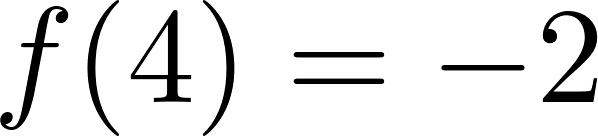 f(4) = −2